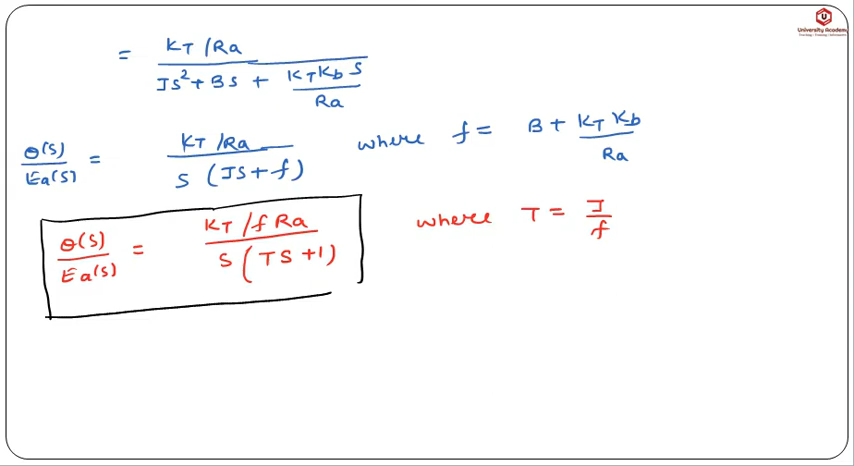 University Academy
= KT/Ra / (JS² + BS + KT Kb S/Ra)
θ(s)/Ea(s) = KT/Ra / (S (JS+f)) where f = B + KT Kb/Ra
θ(s)/Ea(s) = KT/f Ra / (S (TS+1)) where T = J/f